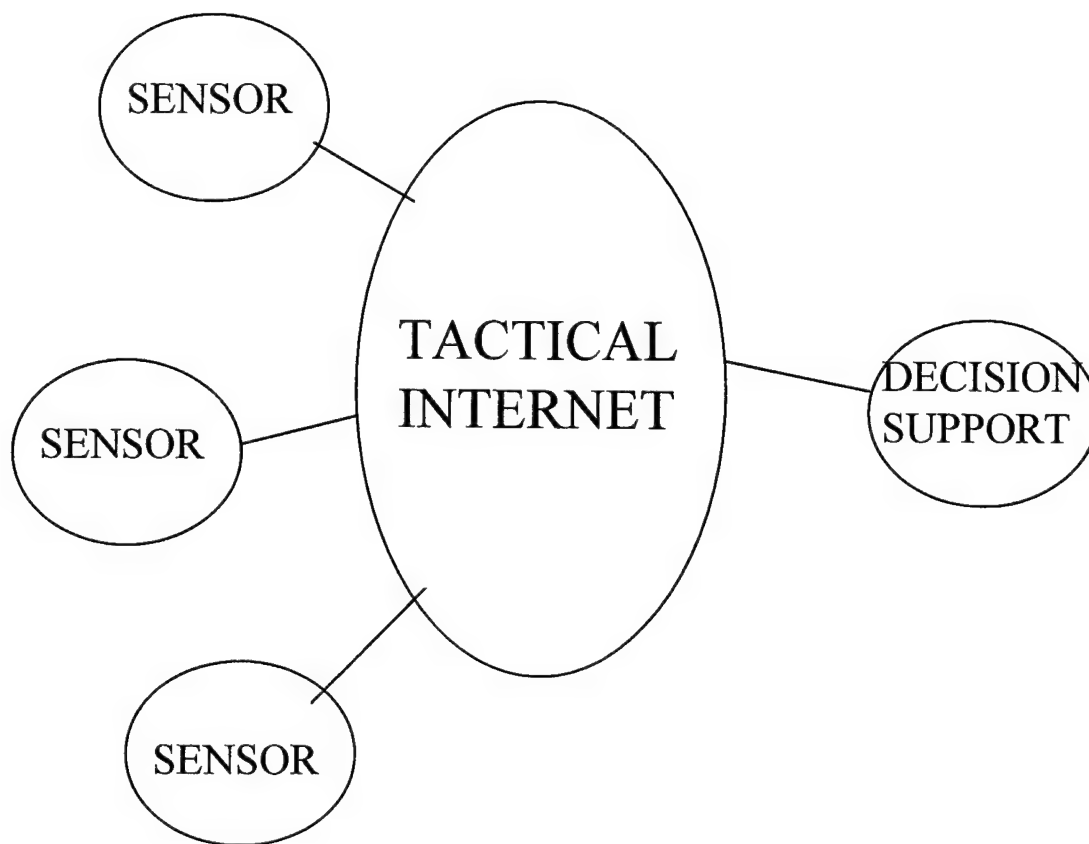 SENSOR
TACTICAL
INTERNET
DECISION
SUPPORT
SENSOR
SENSOR